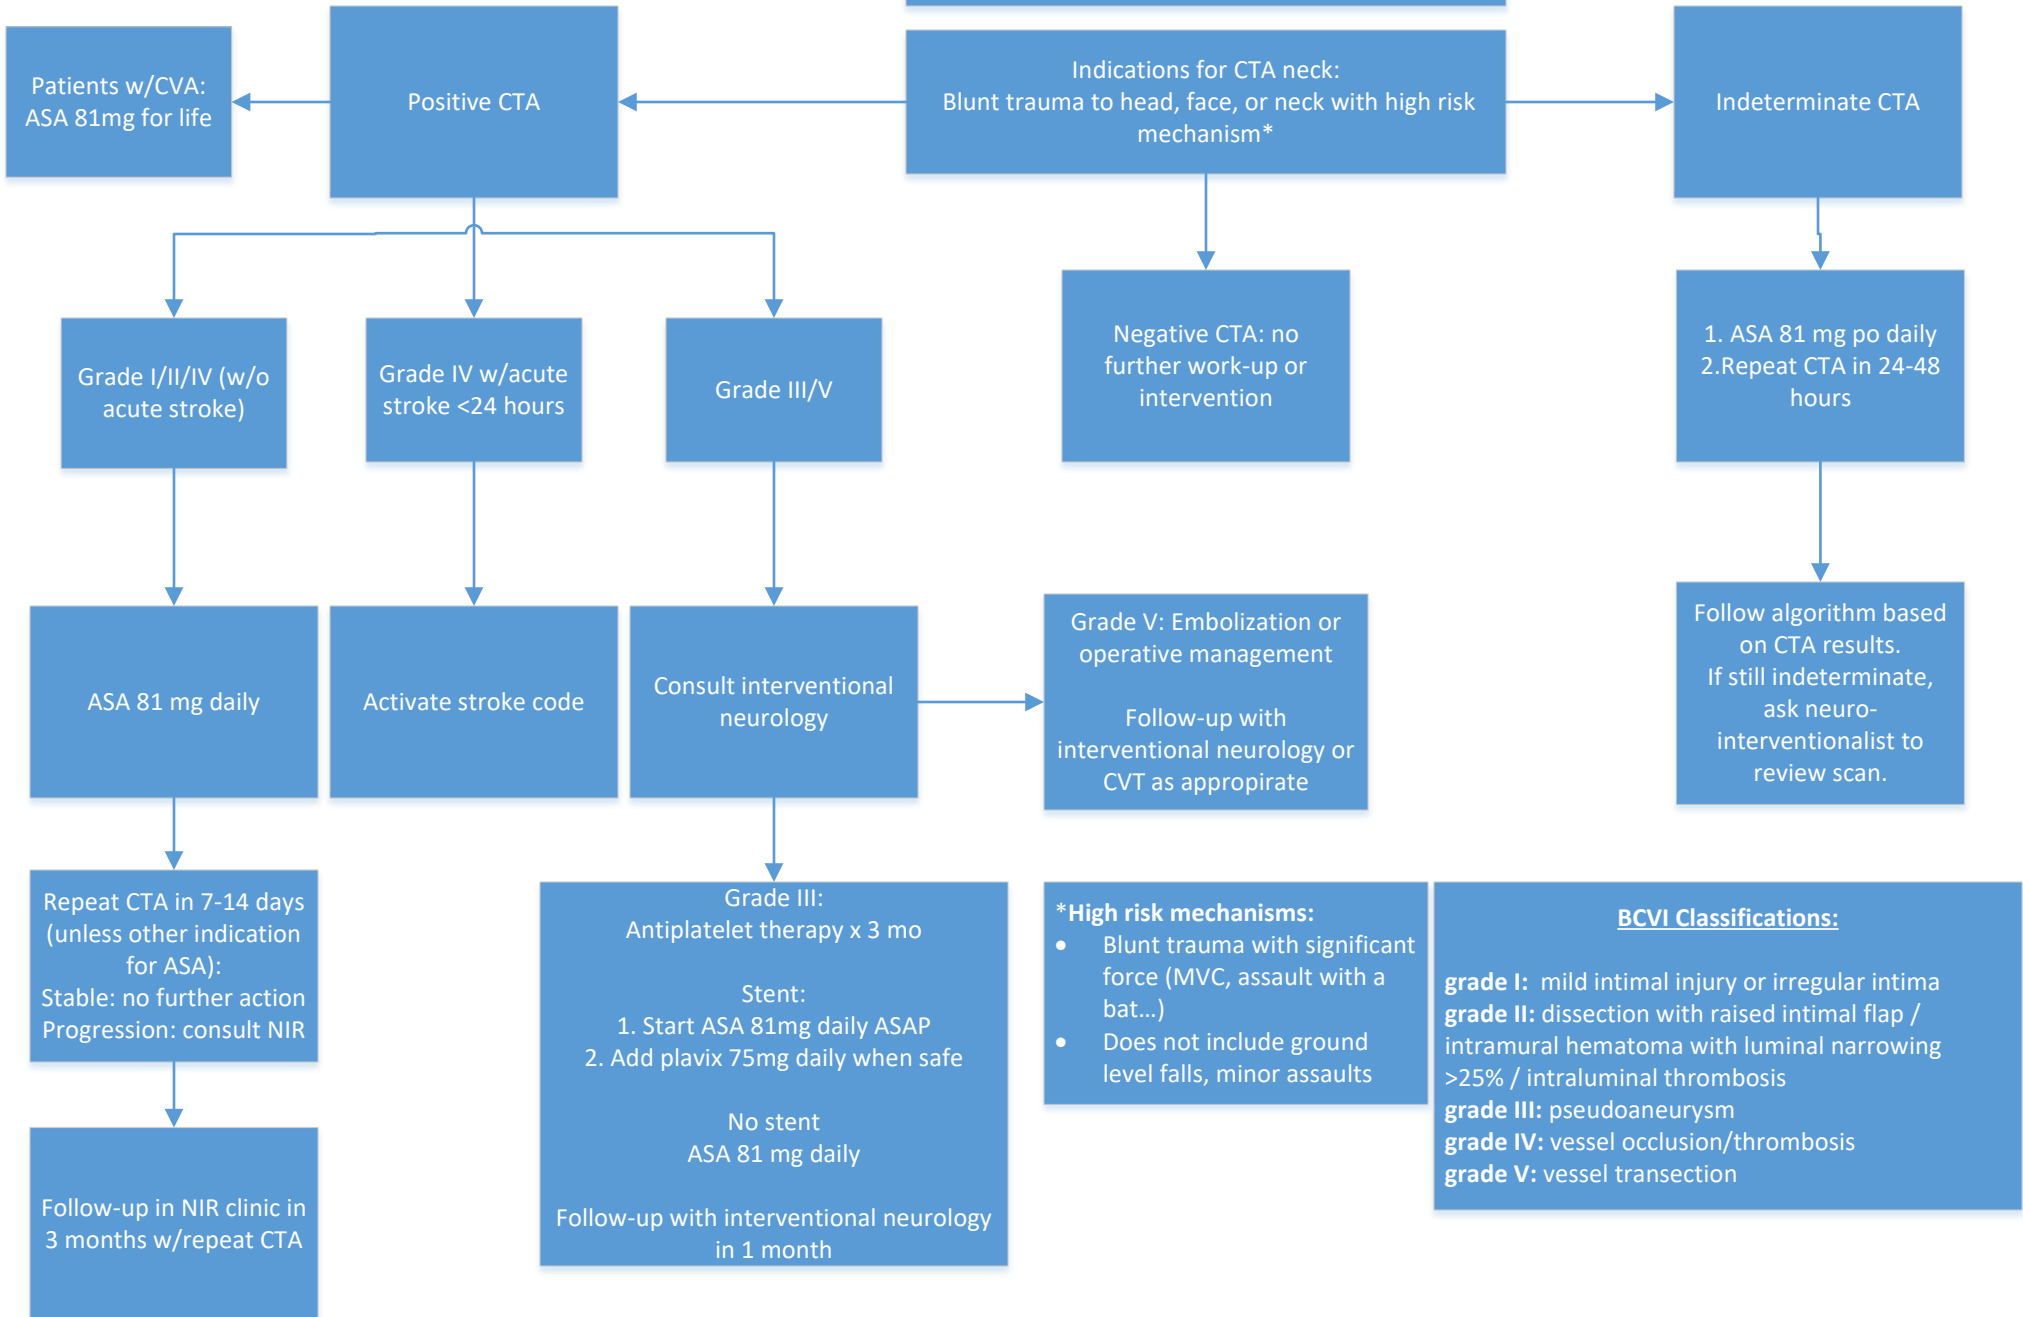 Patients w/CVA:
ASA 81mg for life
Positive CTA
Indications for CTA neck:
Blunt trauma to head, face, or neck with high risk
mechanism*
Indeterminate CTA
Grade I/II/IV (w/o
acute stroke)
Grade IV w/acute
stroke <24 hours
Grade III/V
Negative CTA: no
further work-up or
intervention
1. ASA 81 mg po daily
2.Repeat CTA in 24-48
hours
ASA 81 mg daily
Activate stroke code
Consult interventional
neurology
Grade V: Embolization or
operative management
Follow-up with
interventional neurology or
CVT as appropirate
Follow algorithm based
on CTA results.
If still indeterminate,
ask neuro-
interventionalist to
review scan.
Repeat CTA in 7-14 days
(unless other indication
for ASA):
Stable: no further action
Progression: consult NIR
Follow-up in NIR clinic in
3 months w/repeat CTA
Grade III:
Antiplatelet therapy x 3 mo
Stent:
1. Start ASA 81mg daily ASAP
2. Add plavix 75mg daily when safe
No stent
ASA 81 mg daily
Follow-up with interventional neurology
in 1 month
*High risk mechanisms:
• Blunt trauma with significant
force (MVC, assault with a
bat…)
• Does not include ground
level falls, minor assaults
BCVI Classifications:
grade I: mild intimal injury or irregular intima
grade II: dissection with raised intimal flap /
intramural hematoma with luminal narrowing
>25% / intraluminal thrombosis
grade III: pseudoaneurysm
grade IV: vessel occlusion/thrombosis
grade V: vessel transection